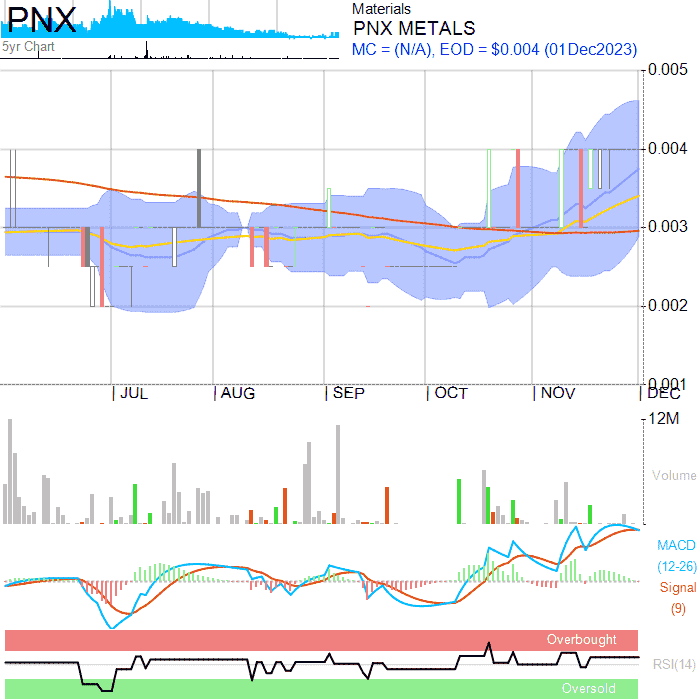 PNX
5yr Chart
Materials
PNX METALS
MC = (N/A), EOD = $0.004 (01Dec2023)
0.005
0.004
0.003
0.002
0.001
JUL AUG SEP OCT NOV DEC
12M
Volume
MACD
(12-26)
Signal
(9)
Overbought
RSI(14)
Oversold